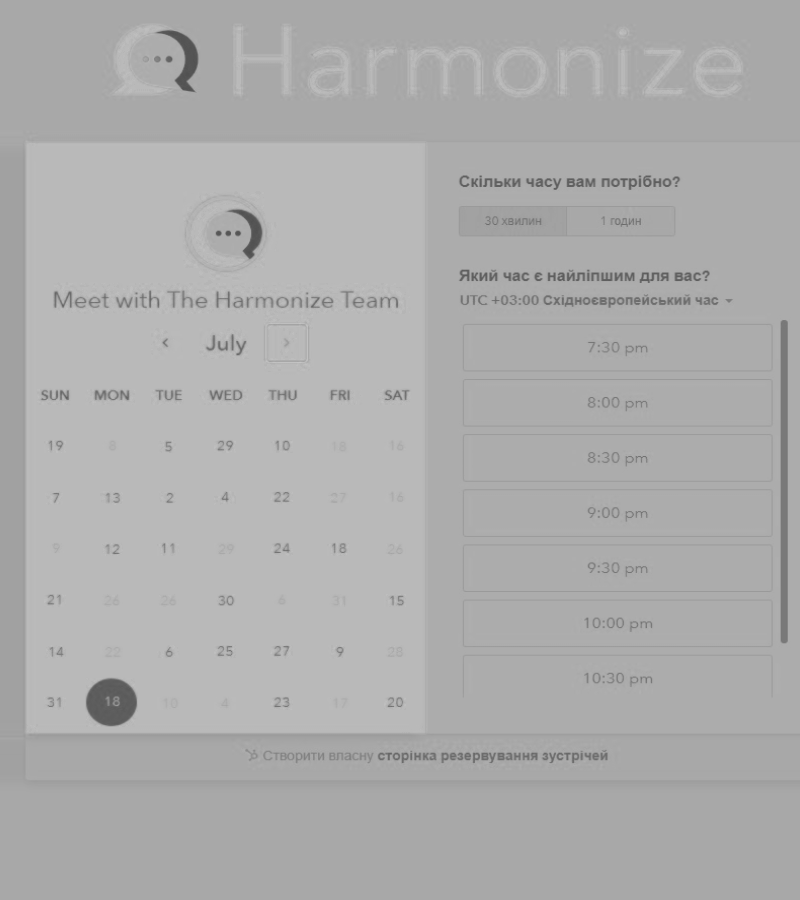 Harmonize
Meet with The Harmonize Team
July
SUN MON TUE WED THU FRI SAT
19 8 5 29 10 18 16
7 13 2 4 22 27 16
9 12 11 29 24 18 26
21 26 26 30 6 31 15
14 22 6 25 27 9 28
31 18 10 4 23 17 20
Скільки часу вам потрібно?
30 хвилин 1 годин
Який час є найліпшим для вас?
UTC +03:00 Східноєвропейський час
7:30 pm
8:00 pm
8:30 pm
9:00 pm
9:30 pm
10:00 pm
10:30 pm
Створити власну сторінка резервування зустрічей